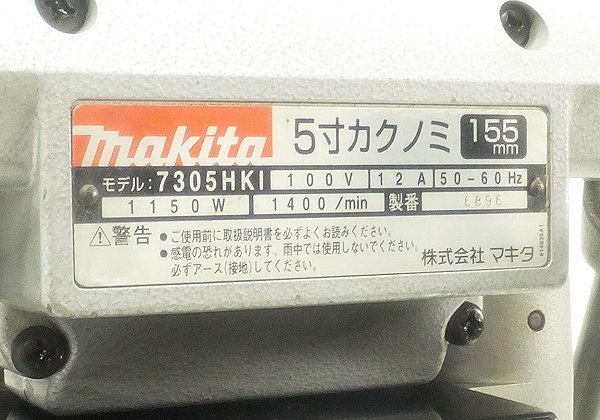 makita 5寸カクノミ 155mm
モデル:7305HKI 100V 12A 50-60Hz
1150W 1400/min 製番 6896
⚠警告 ●ご使用前に取扱説明書を必ずよくお読みください。
●感電の恐れがあります。雨中では使用しないでください。
必ずアース(接地)してください。
株式会社 マキタ